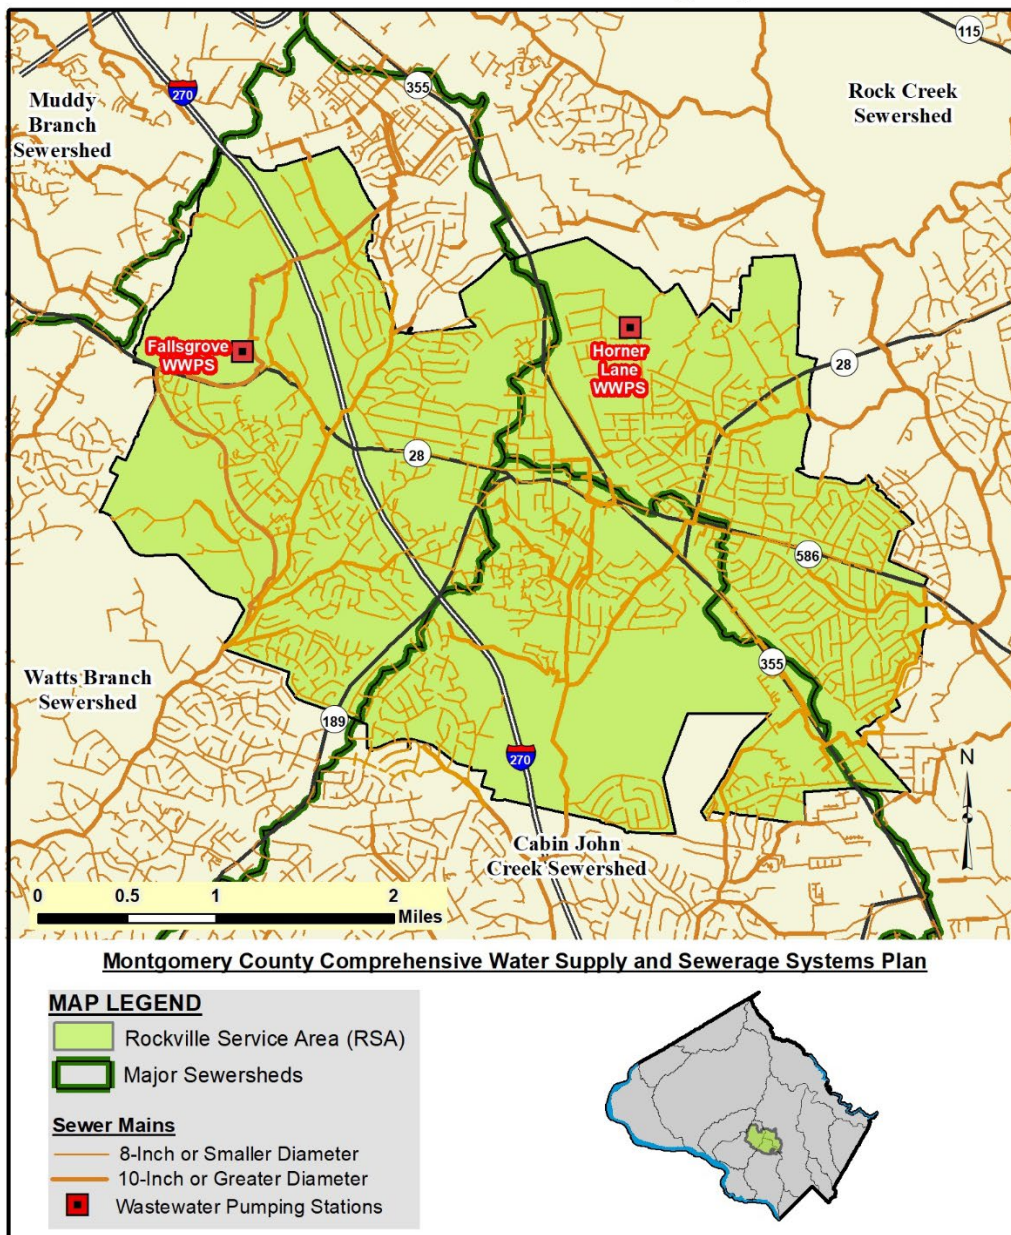 115
270
355
Muddy
Branch
Sewershed
Rock Creek
Sewershed
Fallsgrove
WWPS
Horner
Lane
WWPS
28
28
586
355
Watts Branch
Sewershed
189
270
N
Cabin John
Creek Sewershed
0 0.5 1 2
Miles
Montgomery County Comprehensive Water Supply and Sewerage Systems Plan
MAP LEGEND
Rockville Service Area (RSA)
Major Sewersheds
Sewer Mains
8-Inch or Smaller Diameter
10-Inch or Greater Diameter
Wastewater Pumping Stations